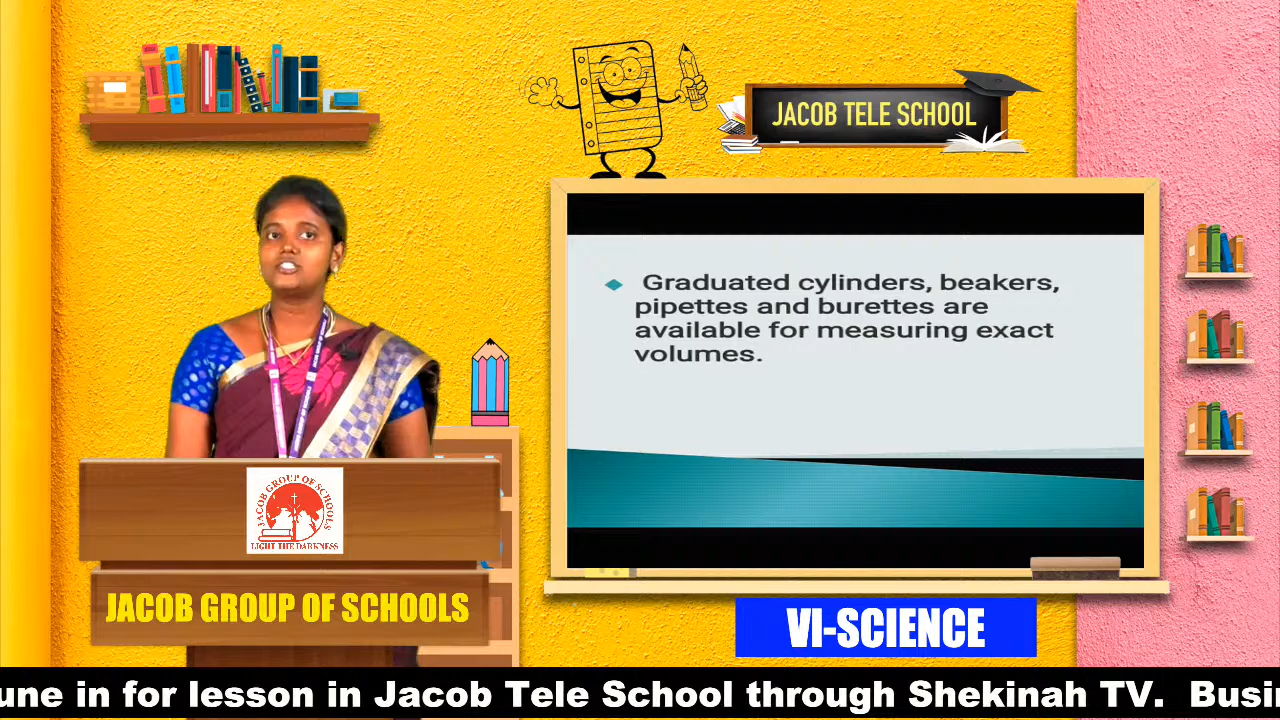 JACOB TELE SCHOOL
Graduated cylinders, beakers,
pipettes and burettes are
available for measuring exact
volumes.
JACOB GROUP OF SCHOOLS
LIGHT THE DARKNESS
JACOB GROUP OF SCHOOLS
VI-SCIENCE
une in for lesson in Jacob Tele School through Shekinah TV. Busin